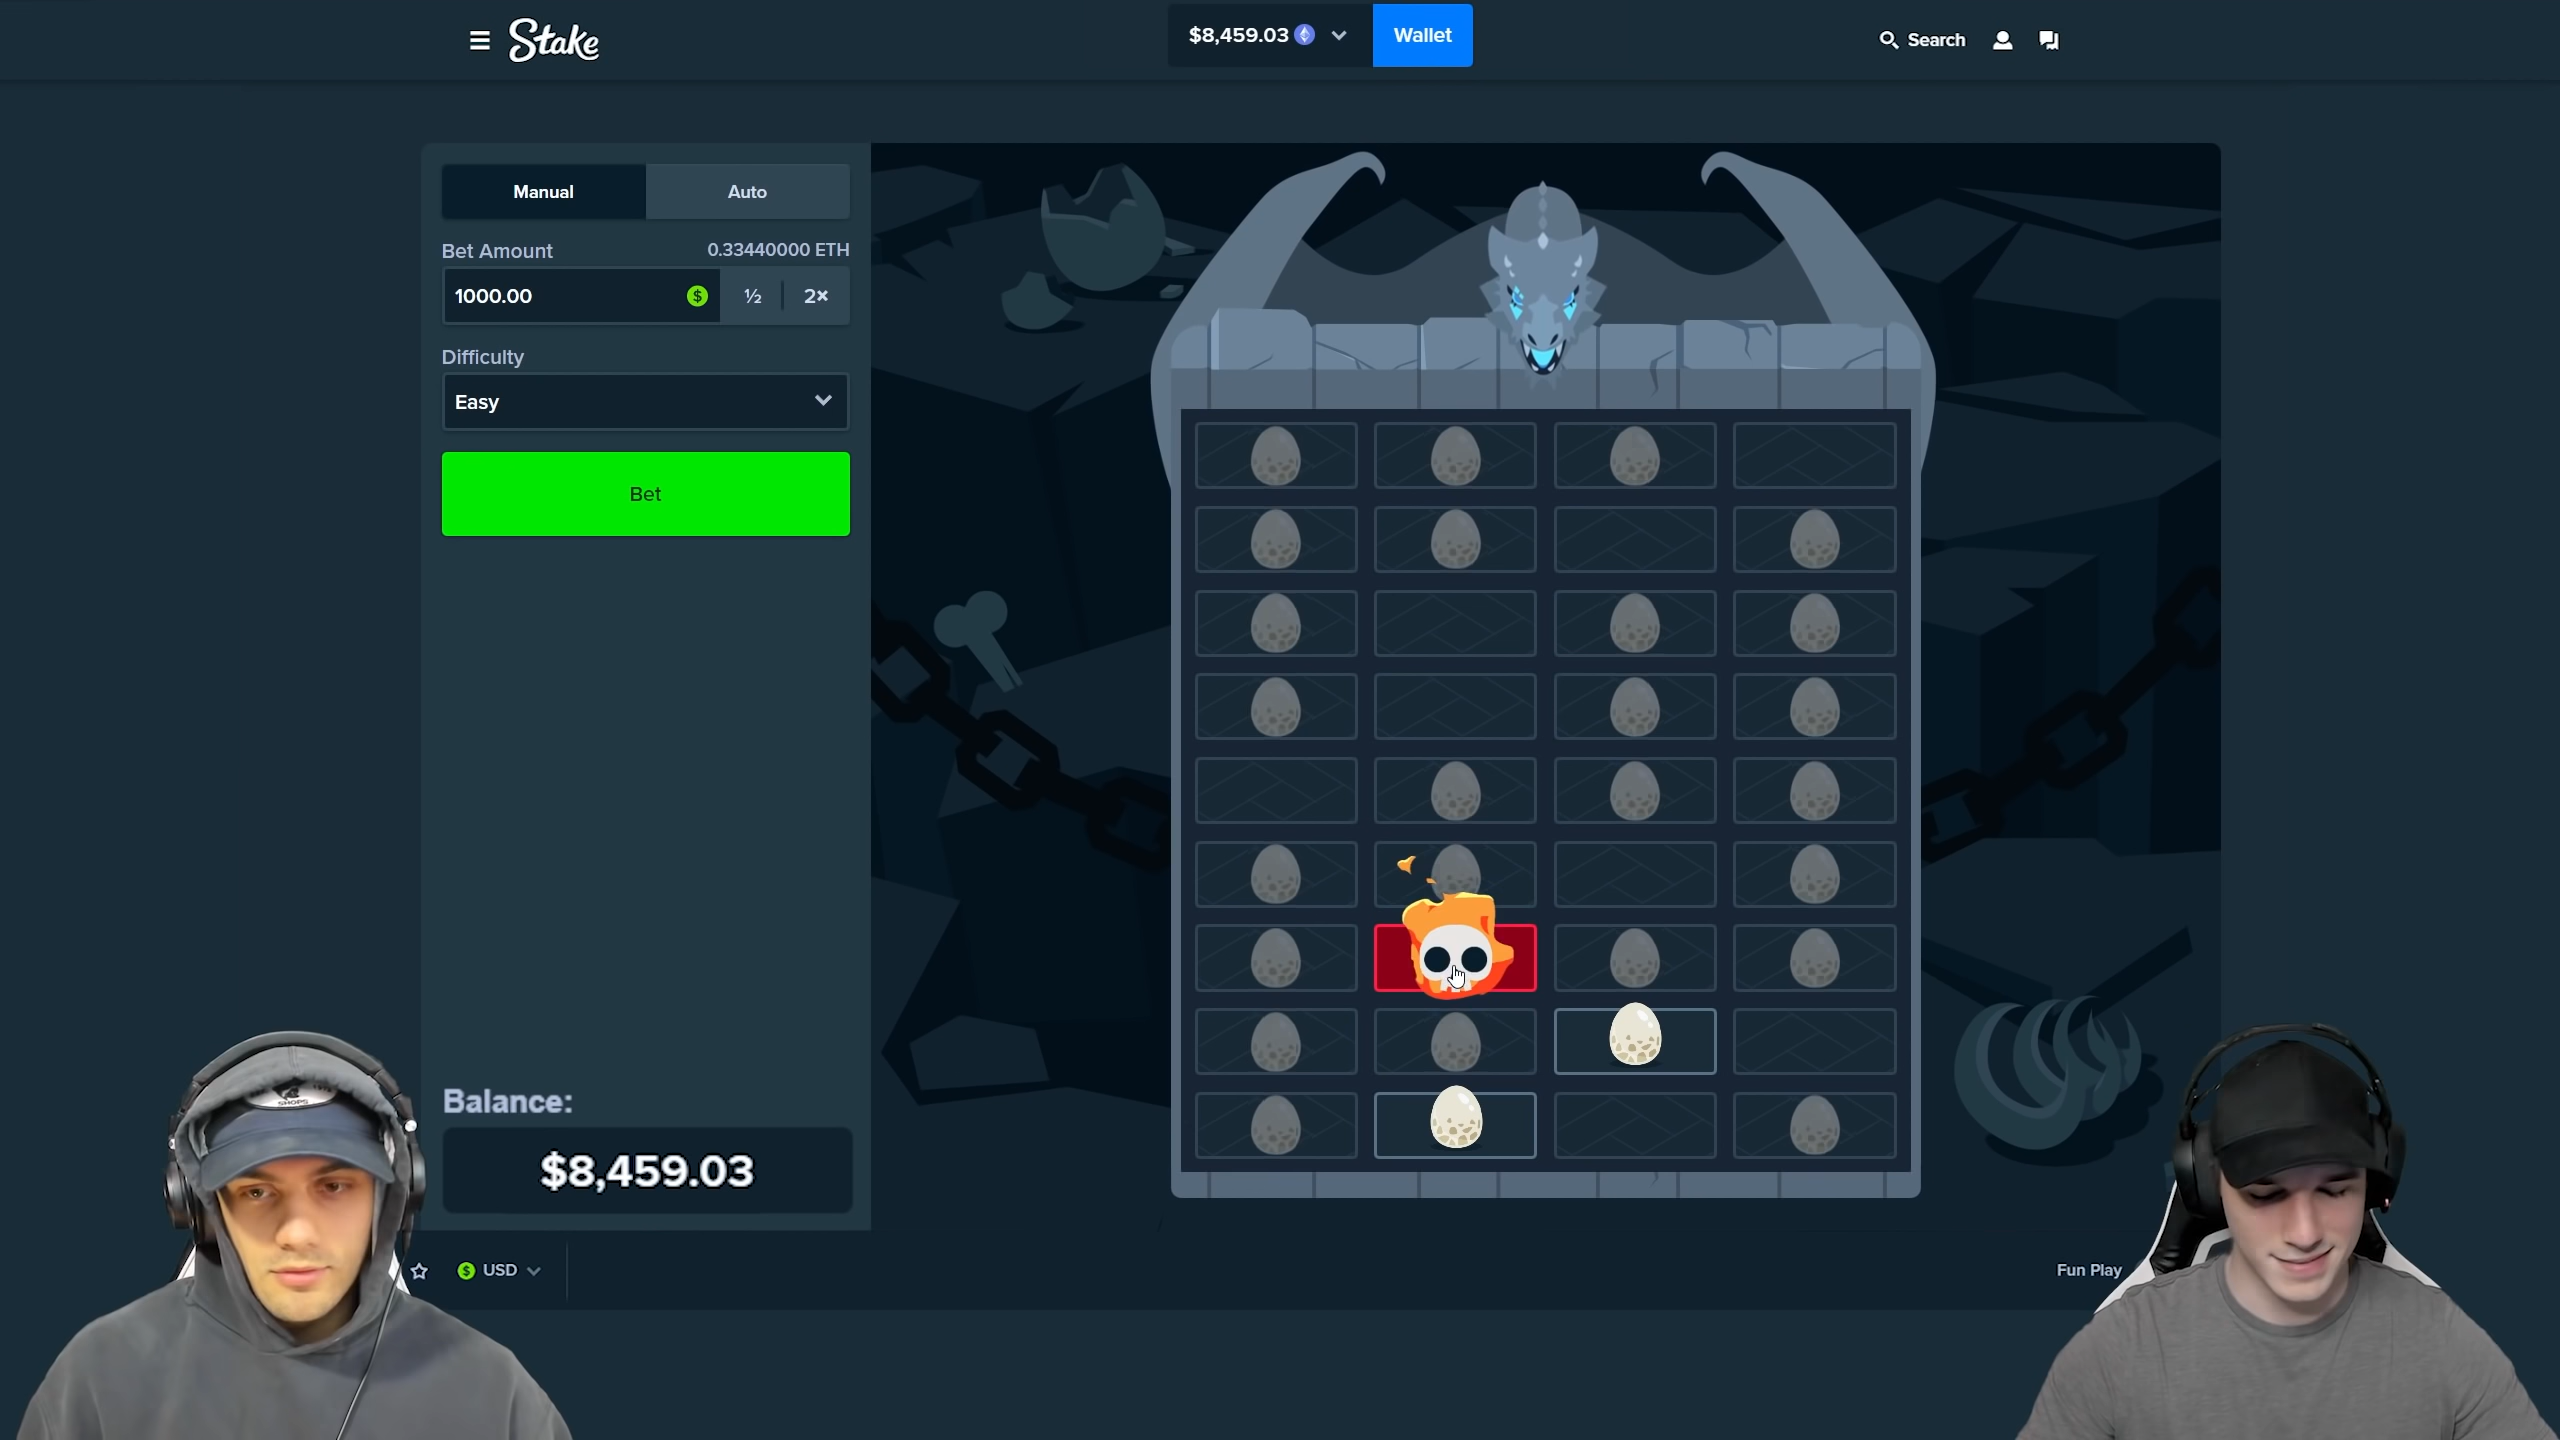 Stake
$8,459.03
Wallet
Search
Manual
Auto
Bet Amount
0.33440000 ETH
1000.00
½
2×
Difficulty
Easy
Bet
Balance:
$8,459.03
USD
Fun Play
SHOPS